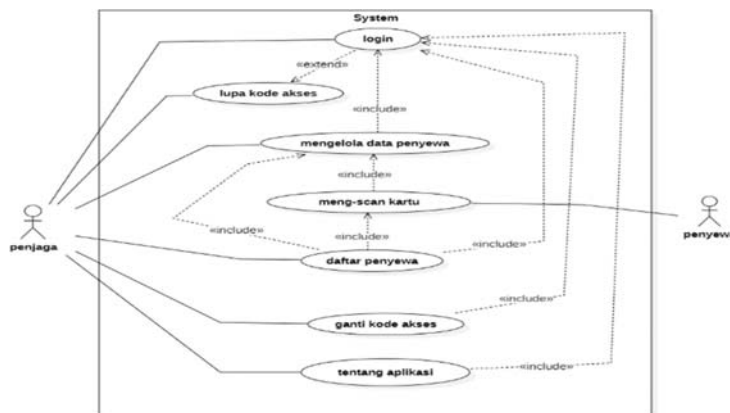 System
login
«extend»
lupa kode akses
«include»
mengelola data penyewa
«include»
meng-scan kartu
penjaga
penyewa
«include»
«include»
«include»
daftar penyewa
«include»
ganti kode akses
«include»
tentang aplikasi